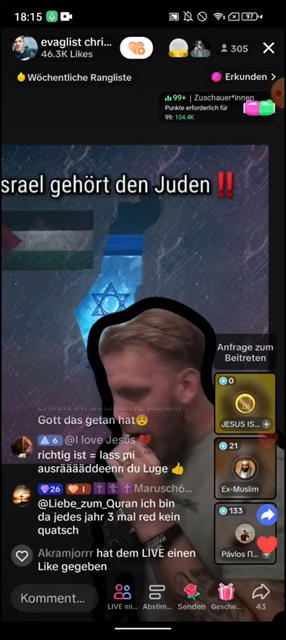 18:15
97
evaglist chri...
46.3K Likes
305
Wöchentliche Rangliste
Erkunden >
99+ | Zuschauer*innen
Punkte erforderlich für
99: 104.4K
srael gehört den Juden ‼️
Anfrage zum
Beitreten
0
JESUS IS...
21
Ex-Muslim
133
Pávlos Π...
Gott das getan hat😮‍💨
6 @I love Jesus ❤️
richtig ist = lass mi
ausräääääddeenn du Luge 👍
26 I ✝️✝️✝️ Marusch6...
@Liebe_zum_Quran ich bin
da jedes jahr 3 mal red kein
quatsch
Akramjorrr hat dem LIVE einen
Like gegeben
Komment...
LIVE mi...
Abstim...
Senden
Gesche...
43